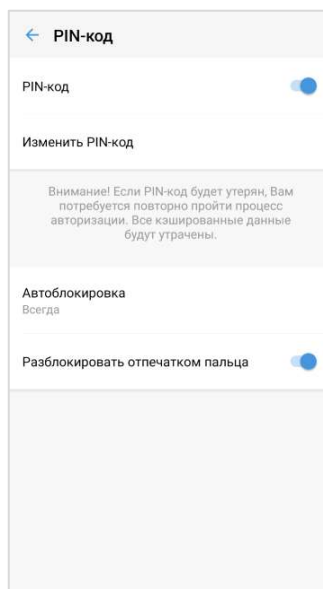 PIN-код
PIN-код
Изменить PIN-код
Внимание! Если PIN-код будет утерян, Вам
потребуется повторно пройти процесс
авторизации. Все кэшированные данные
будут утрачены.
Автоблокировка
Всегда
Разблокировать отпечатком пальца